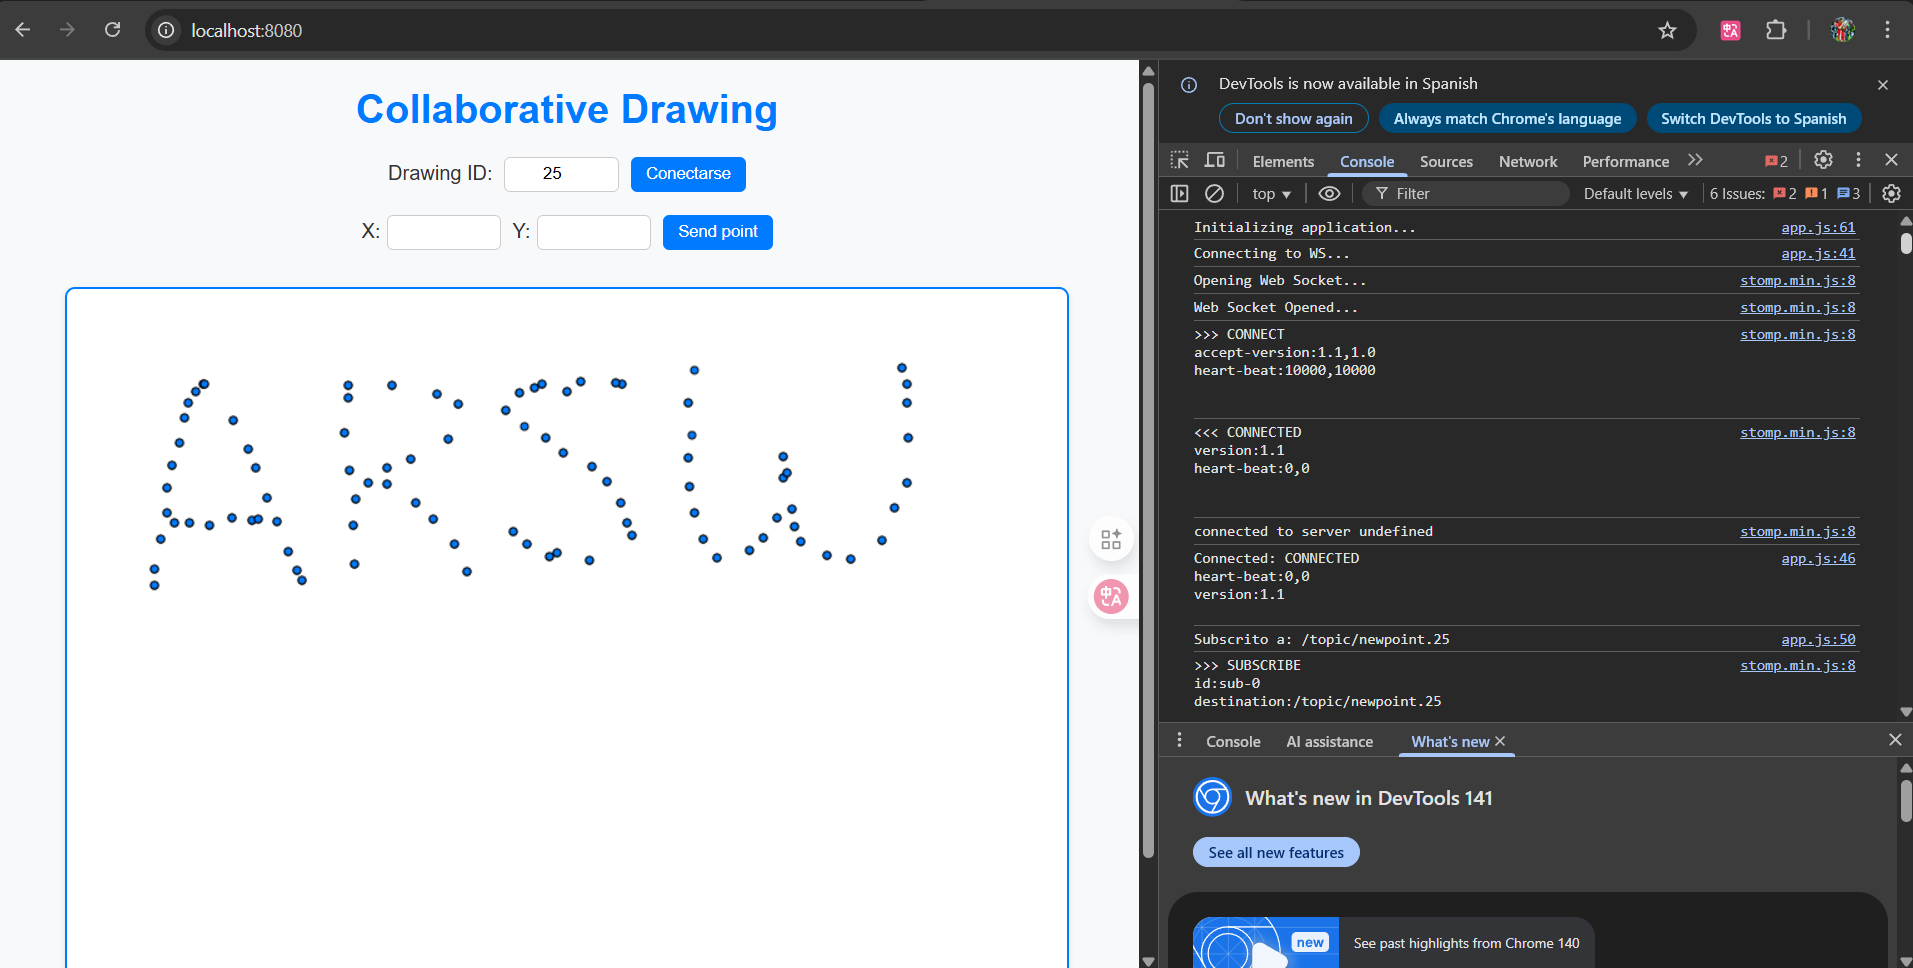 localhost:8080
Collaborative Drawing
Drawing ID: 25 Conectarse
X: Y: Send point
AKSW
DevTools is now available in Spanish
Don't show again Always match Chrome's language Switch DevTools to Spanish
Elements Console Sources Network Performance 2
top Filter Default levels 6 Issues: 2 1 3
Initializing application... app.js:61
Connecting to WS... app.js:41
Opening Web Socket... stomp.min.js:8
Web Socket Opened... stomp.min.js:8
>>> CONNECT stomp.min.js:8
accept-version:1.1,1.0
heart-beat:10000,10000
<<< CONNECTED stomp.min.js:8
version:1.1
heart-beat:0,0
connected to server undefined stomp.min.js:8
Connected: CONNECTED app.js:46
heart-beat:0,0
version:1.1
Subscrito a: /topic/newpoint.25 app.js:50
>>> SUBSCRIBE stomp.min.js:8
id:sub-0
destination:/topic/newpoint.25
Console AI assistance What's new
What's new in DevTools 141
See all new features
new
See past highlights from Chrome 140